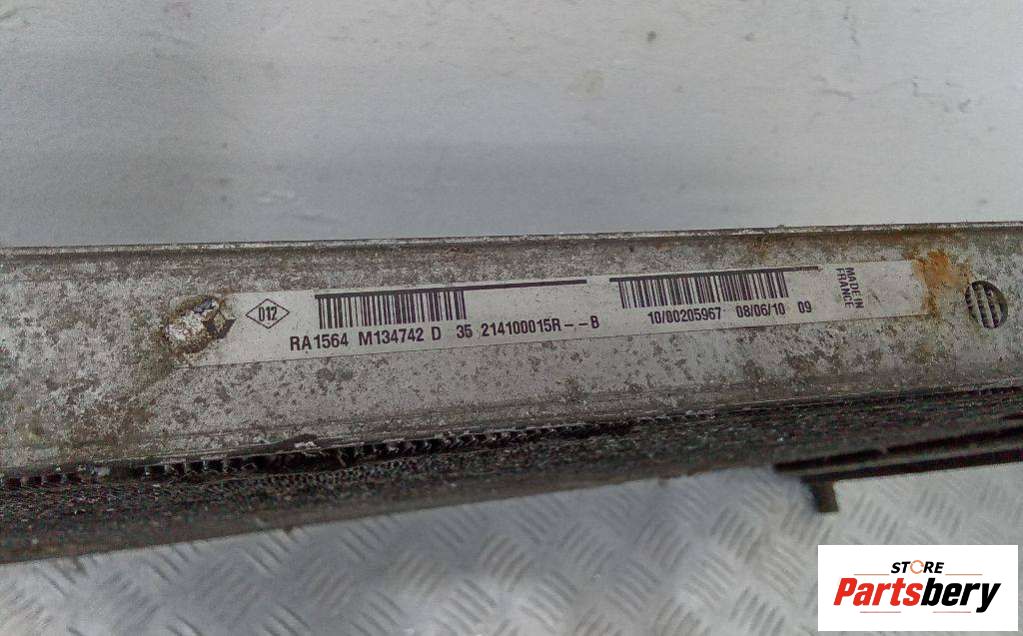 D12
RA1564 M134742 D 35 214100015R--B
10/00205967 08/06/10 09
MADE IN
FRANCE
STORE
Partsbery